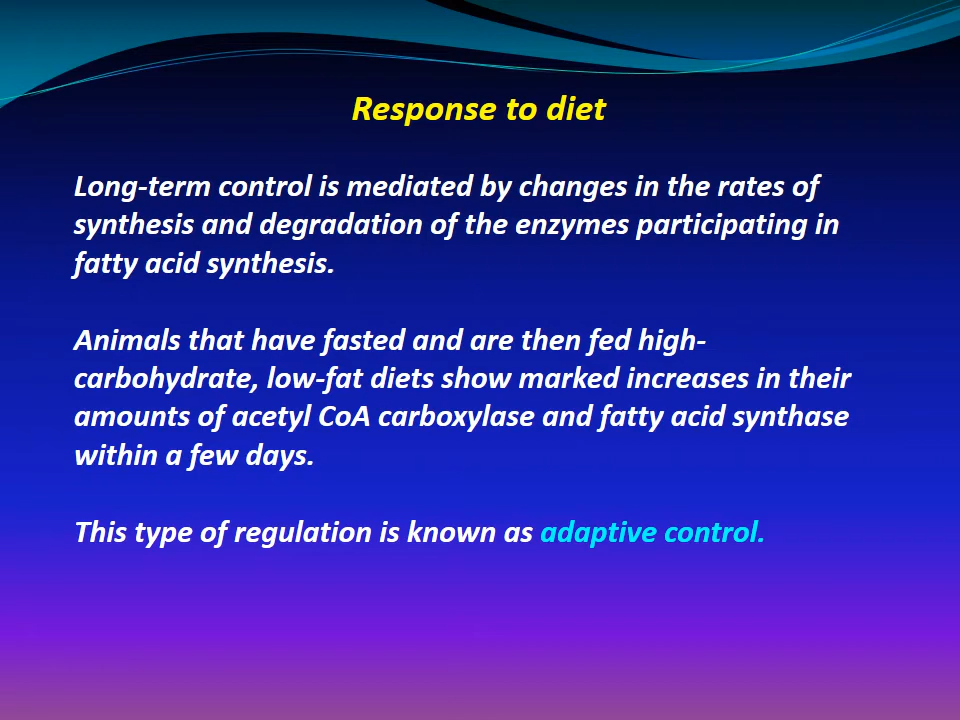 Response to diet
Long-term control is mediated by changes in the rates of
synthesis and degradation of the enzymes participating in
fatty acid synthesis.
Animals that have fasted and are then fed high-
carbohydrate, low-fat diets show marked increases in their
amounts of acetyl CoA carboxylase and fatty acid synthase
within a few days.
This type of regulation is known as adaptive control.